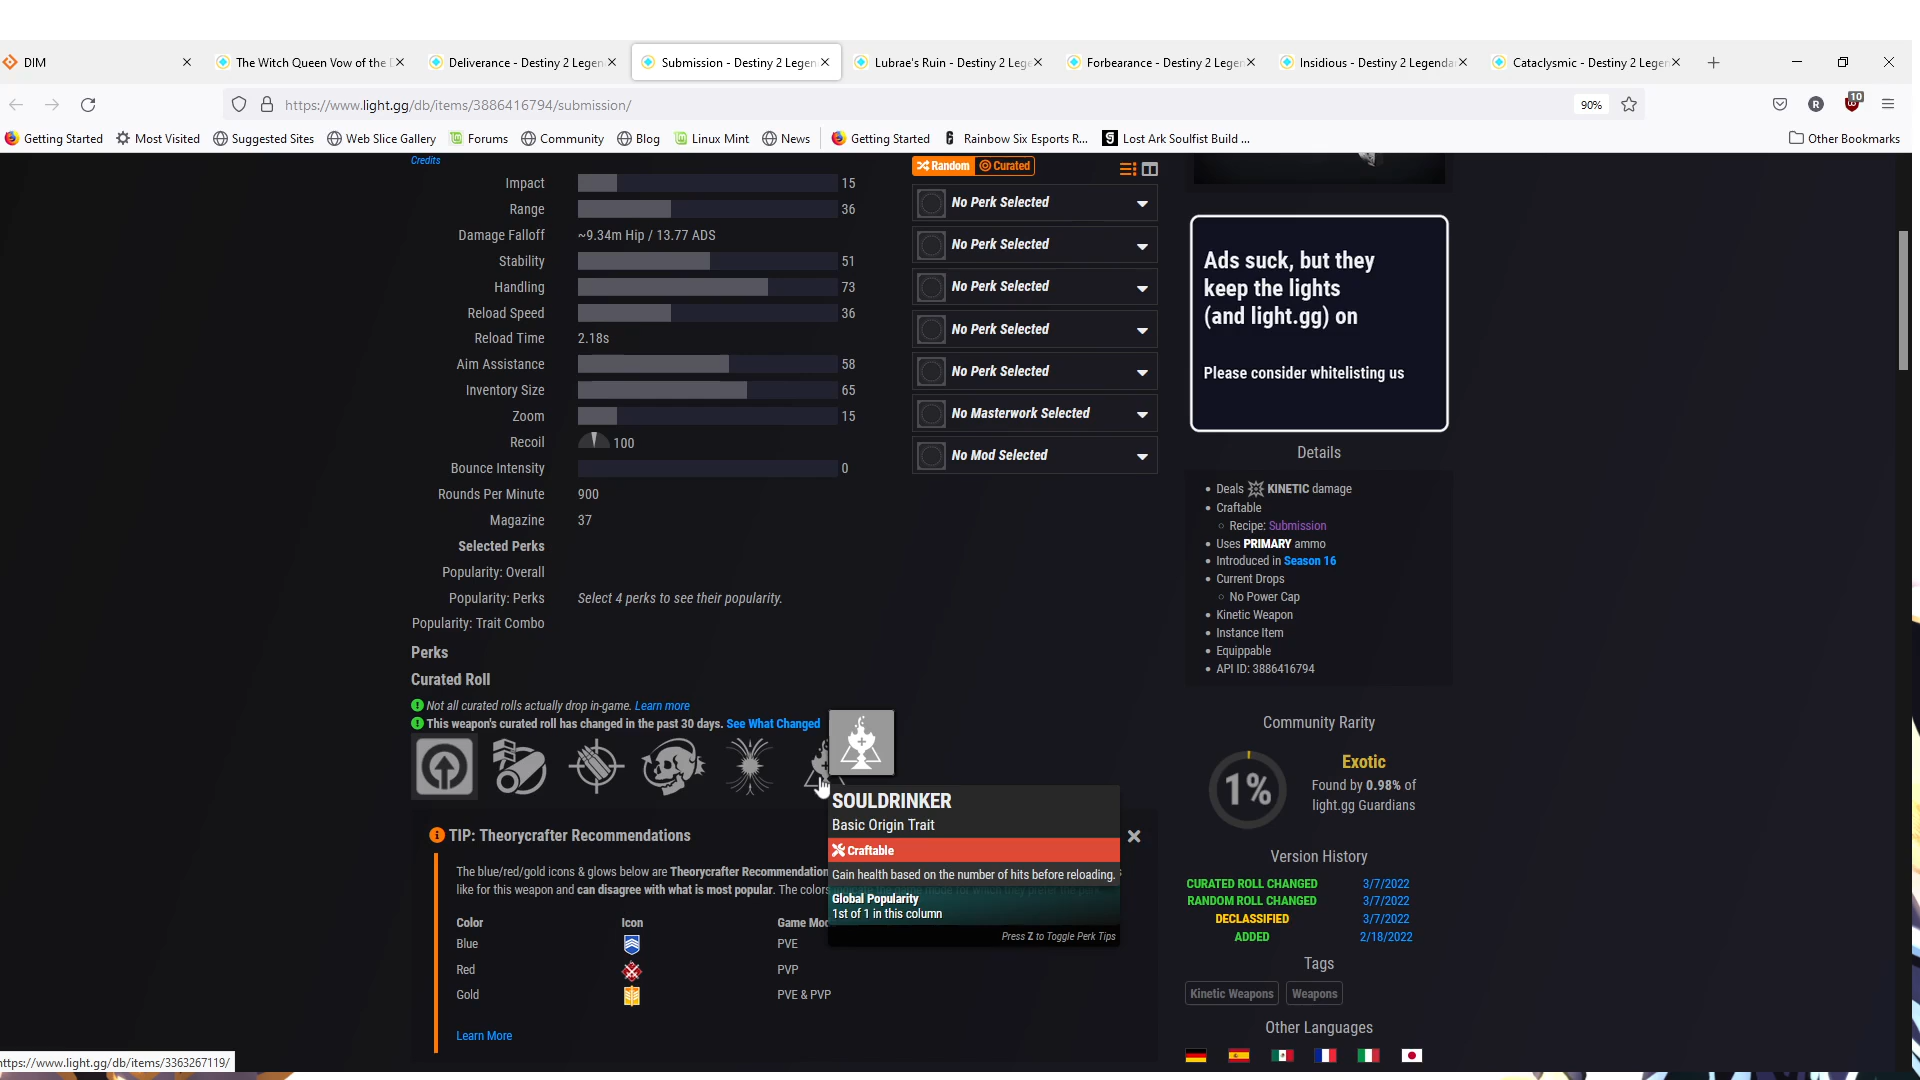 DIM
The Witch Queen Vow of the
Deliverance - Destiny 2 Legen
Submission - Destiny 2 Legen
Lubrae's Ruin - Destiny 2 Lege
Forbearance - Destiny 2 Legen
Insidious - Destiny 2 Legenda
Cataclysmic - Destiny 2 Legen
https://www.light.gg/db/items/3886416794/submission/
90%
R
10
Getting Started
Most Visited
Suggested Sites
Web Slice Gallery
Forums
Community
Blog
Linux Mint
News
Getting Started
Rainbow Six Esports R...
Lost Ark Soulfist Build ...
Other Bookmarks
Credits
Impact 15
Range 36
Damage Falloff ~9.34m Hip / 13.77 ADS
Stability 51
Handling 73
Reload Speed 36
Reload Time 2.18s
Aim Assistance 58
Inventory Size 65
Zoom 15
Recoil 100
Bounce Intensity 0
Rounds Per Minute 900
Magazine 37
Selected Perks
Popularity: Overall
Popularity: Perks Select 4 perks to see their popularity.
Popularity: Trait Combo
Perks
Curated Roll
Not all curated rolls actually drop in-game. Learn more
This weapon's curated roll has changed in the past 30 days. See What Changed
Random Curated
No Perk Selected
No Perk Selected
No Perk Selected
No Perk Selected
No Perk Selected
No Masterwork Selected
No Mod Selected
SOULDRINKER
Basic Origin Trait
Craftable
Gain health based on the number of hits before reloading.
Global Popularity
1st of 1 in this column
Press Z to Toggle Perk Tips
TIP: Theorycrafter Recommendations
The blue/red/gold icons & glows below are Theorycrafter Recommendation
like for this weapon and can disagree with what is most popular. The colors
Color Icon Game Mod
Blue PVE
Red PVP
Gold PVE & PVP
Learn More
Ads suck, but they
keep the lights
(and light.gg) on
Please consider whitelisting us
Details
Deals KINETIC damage
Craftable
Recipe: Submission
Uses PRIMARY ammo
Introduced in Season 16
Current Drops
No Power Cap
Kinetic Weapon
Instance Item
Equippable
API ID: 3886416794
Community Rarity
1%
Exotic
Found by 0.98% of
light.gg Guardians
Version History
CURATED ROLL CHANGED 3/7/2022
RANDOM ROLL CHANGED 3/7/2022
DECLASSIFIED 3/7/2022
ADDED 2/18/2022
Tags
Kinetic Weapons Weapons
Other Languages
https://www.light.gg/db/items/3363267119/